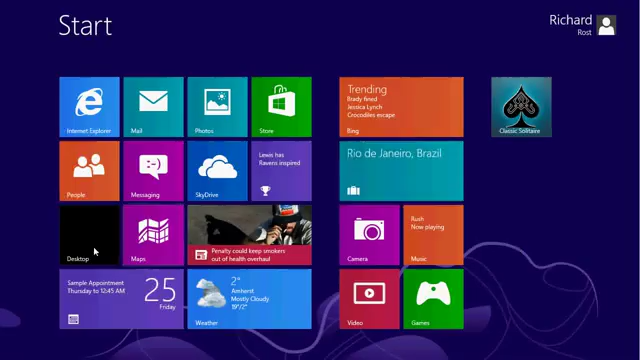 Start
Richard
Rost
Internet Explorer
Mail
Photos
Store
Trending
Brady fined
Jessica Lynch
Crocodiles escape
Bing
Classic Solitaire
People
Messaging
SkyDrive
Lewis has
Ravens inspired
Rio de Janeiro, Brazil
Desktop
Maps
Penalty could keep smokers
out of health overhaul
Camera
Rush
Now playing
Music
Sample Appointment
Thursday to 12:45 AM
25
Friday
2°
Amherst
Mostly Cloudy
19°/2°
Weather
Video
Games